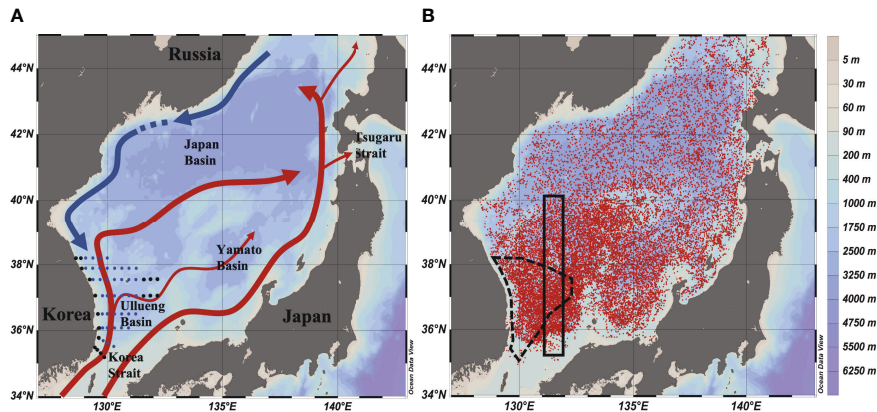 A
B
44°N
42°N
40°N
38°N
36°N
34°N
130°E
135°E
140°E
Russia
Japan
Basin
Tsugaru
Strait
Yamato
Basin
Korea
Ullueng
Basin
Japan
Korea
Strait
Ocean Data View
44°N
42°N
40°N
38°N
36°N
34°N
130°E
135°E
140°E
Ocean Data View
5 m
30 m
60 m
90 m
200 m
400 m
1000 m
1750 m
2500 m
3250 m
4000 m
4750 m
5500 m
6250 m